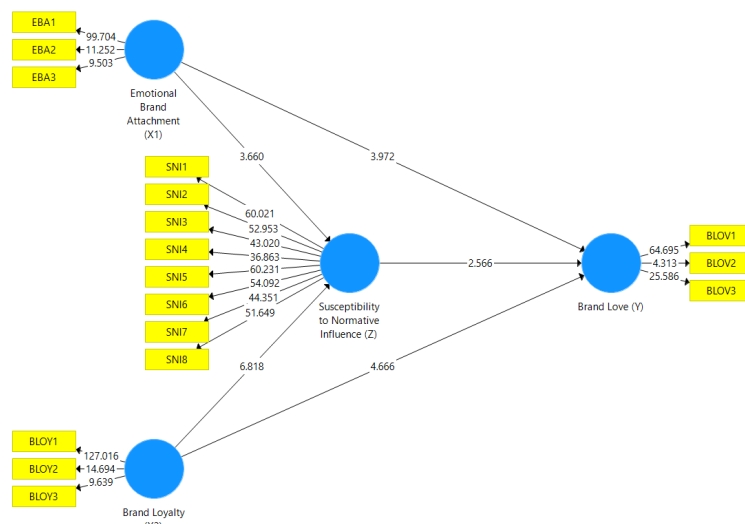 EBA1
EBA2
EBA3
99.704
11.252
9.503
Emotional
Brand
Attachment
(X1)
3.660
3.972
SNI1
SNI2
SNI3
SNI4
SNI5
SNI6
SNI7
SNI8
60.021
52.953
43.020
36.863
60.231
54.092
44.351
51.649
Susceptibility
to Normative
Influence (Z)
2.566
64.695
4.313
25.586
BLOV1
BLOV2
BLOV3
Brand Love (Y)
6.818
4.666
BLOY1
BLOY2
BLOY3
127.016
14.694
9.639
Brand Loyalty